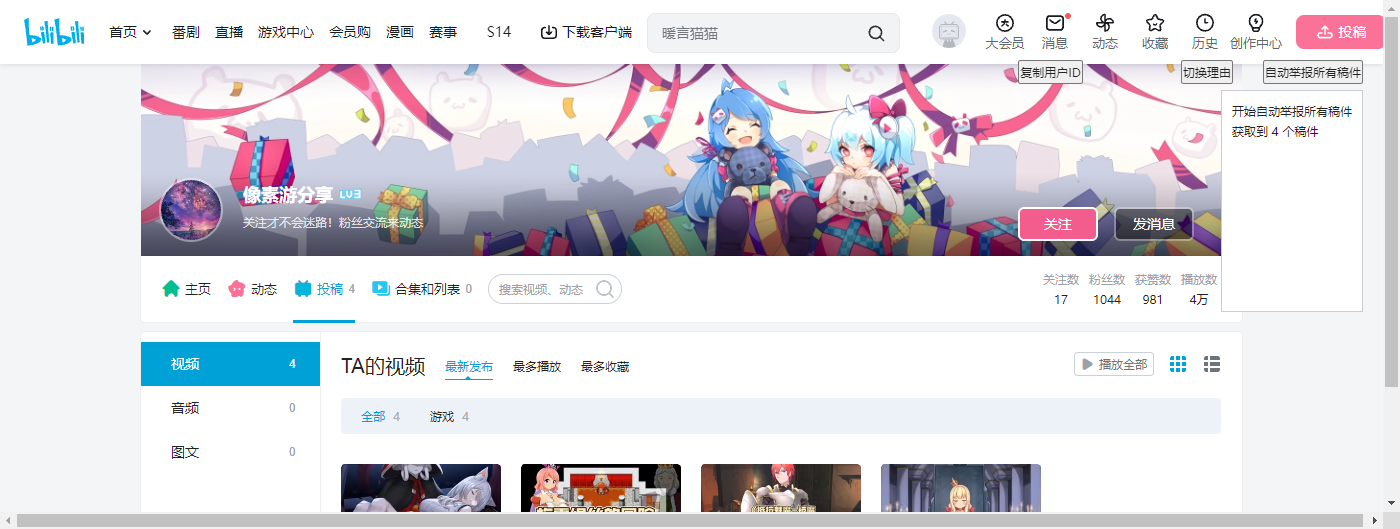 bilibili 首页 番剧 直播 游戏中心 会员购 漫画 赛事 S14 下载客户端 暖言猫猫 大会员 消息 动态 收藏 历史 创作中心 投稿
复制用户ID 切换理由 自动举报所有稿件
开始自动举报所有稿件
获取到 4 个稿件
像素游分享 LV3
关注才不会迷路！粉丝交流来动态
关注 发消息
主页 动态 投稿 4 合集和列表 0 搜索视频、动态
关注数 粉丝数 获赞数 播放数
17 1044 981 4万
视频 4
音频 0
图文 0
TA的视频 最新发布 最多播放 最多收藏 播放全部
全部 4 游戏 4